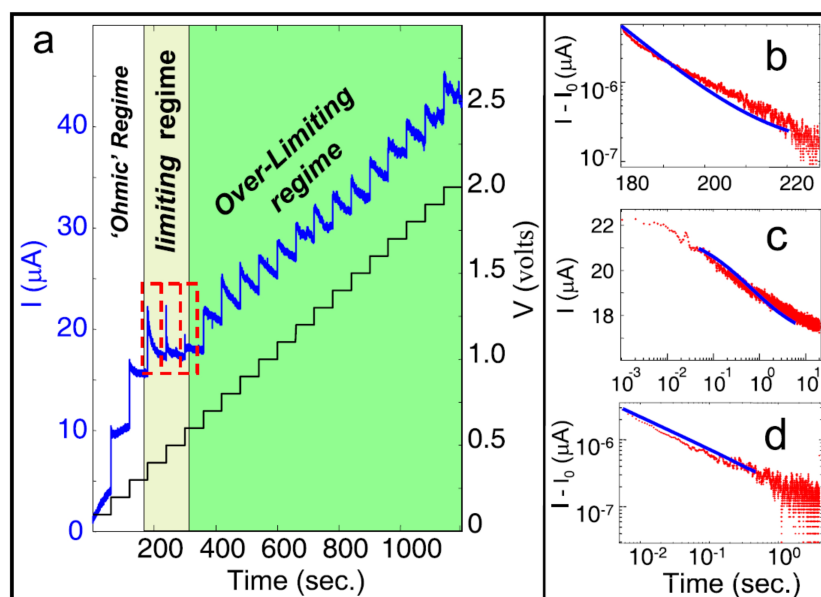 a
I (μA)
40
30
20
10
0
'Ohmic' Regime
limiting regime
Over-Limiting
regime
2.5
2.0
1.5
1.0
0.5
0
V (volts)
200 400 600 800 1000
Time (sec.)
b
I - I0 (μA)
10-6
10-7
180 200 220
c
I (μA)
22
21
20
19
18
10-3 10-2 10-1 100 101
d
I - I0 (μA)
10-6
10-7
10-2 10-1 100
Time (sec.)